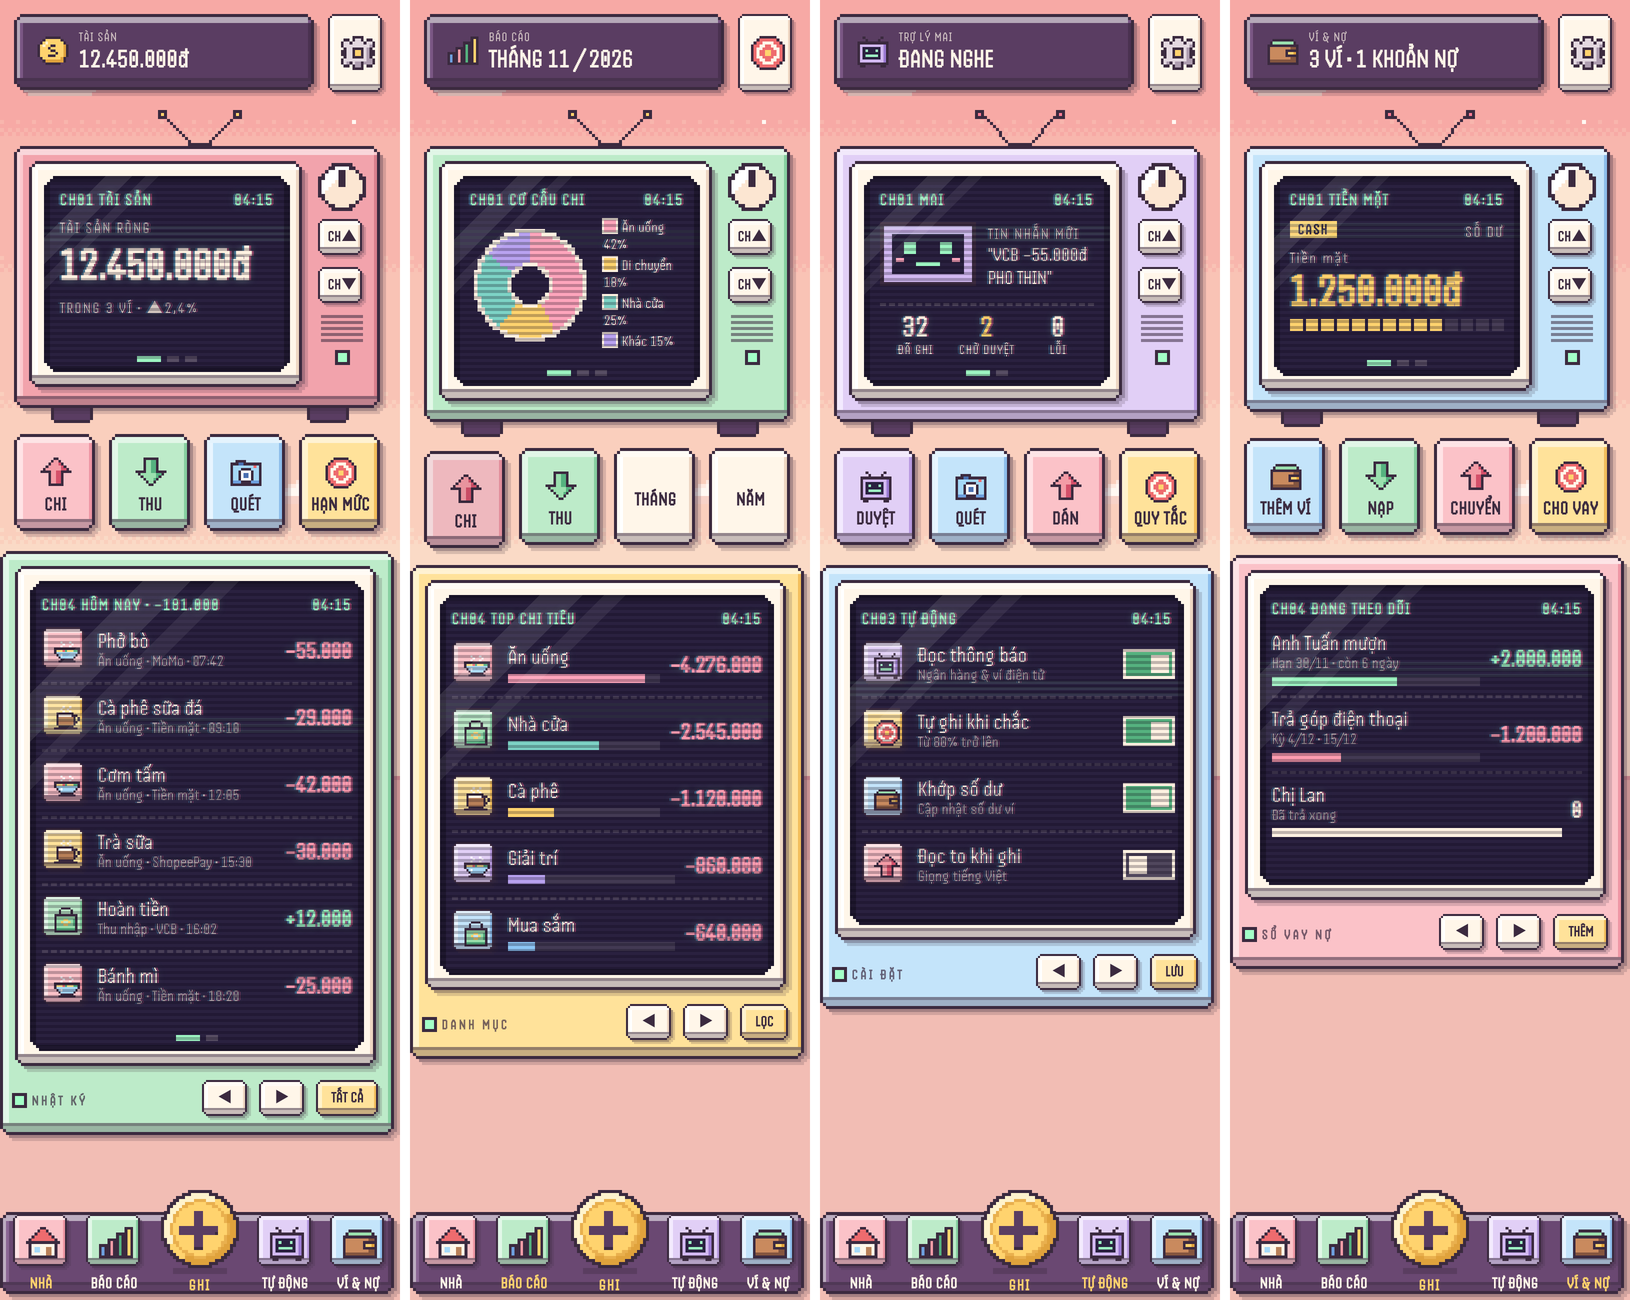 TÀI SẢN
12.450.000đ
CH01 TÀI SẢN 04:15
TÀI SẢN RÒNG
12.450.000đ
TRONG 3 VÍ · ▲2,4%
CH▲
CH▼
CHI
THU
QUÉT
HẠN MỨC
CH04 HÔM NAY · -181.000 04:15
Phở bò
Ăn uống · MoMo · 07:42
-55.000
Cà phê sữa đá
Ăn uống · Tiền mặt · 09:18
-29.000
Cơm tấm
Ăn uống · Tiền mặt · 12:05
-42.000
Trà sữa
Ăn uống · ShopeePay · 15:30
-30.000
Hoàn tiền
Thu nhập · VCB · 16:02
+12.000
Bánh mì
Ăn uống · Tiền mặt · 18:20
-25.000
NHẬT KÝ
◀ ▶ TẤT CẢ
NHÀ
BÁO CÁO
GHI
TỰ ĐỘNG
VÍ & NỢ
BÁO CÁO
THÁNG 11/2026
CH01 CƠ CẤU CHI 04:15
Ăn uống
42%
Di chuyển
18%
Nhà cửa
25%
Khác 15%
CH▲
CH▼
CHI
THU
THÁNG
NĂM
CH04 TOP CHI TIÊU 04:15
Ăn uống
-4.276.000
Nhà cửa
-2.545.000
Cà phê
-1.120.000
Giải trí
-860.000
Mua sắm
-640.000
DANH MỤC
◀ ▶ LỌC
NHÀ
BÁO CÁO
GHI
TỰ ĐỘNG
VÍ & NỢ
TRỢ LÝ MAI
ĐANG NGHE
CH01 MAI 04:15
TIN NHẮN MỚI
"VCB -55.000đ
PHO THIN"
32
ĐÃ GHI
2
CHỜ DUYỆT
0
LỖI
CH▲
CH▼
DUYỆT
QUÉT
DÁN
QUY TẮC
CH03 TỰ ĐỘNG 04:15
Đọc thông báo
Ngân hàng & ví điện tử
Tự ghi khi chắc
Từ 80% trở lên
Khớp số dư
Cập nhật số dư ví
Đọc to khi ghi
Giọng tiếng Việt
CÀI ĐẶT
◀ ▶ LƯU
NHÀ
BÁO CÁO
GHI
TỰ ĐỘNG
VÍ & NỢ
VÍ & NỢ
3 VÍ · 1 KHOẢN NỢ
CH01 TIỀN MẶT 04:15
CASH
SỐ DƯ
Tiền mặt
1.250.000đ
CH▲
CH▼
THÊM VÍ
NẠP
CHUYỂN
CHO VAY
CH04 ĐANG THEO DÕI 04:15
Anh Tuấn mượn
Hạn 30/11 · còn 6 ngày
+2.000.000
Trả góp điện thoại
Kỳ 4/12 · 15/12
-1.200.000
Chị Lan
Đã trả xong
0
SỔ VAY NỢ
◀ ▶ THÊM
NHÀ
BÁO CÁO
GHI
TỰ ĐỘNG
VÍ & NỢ